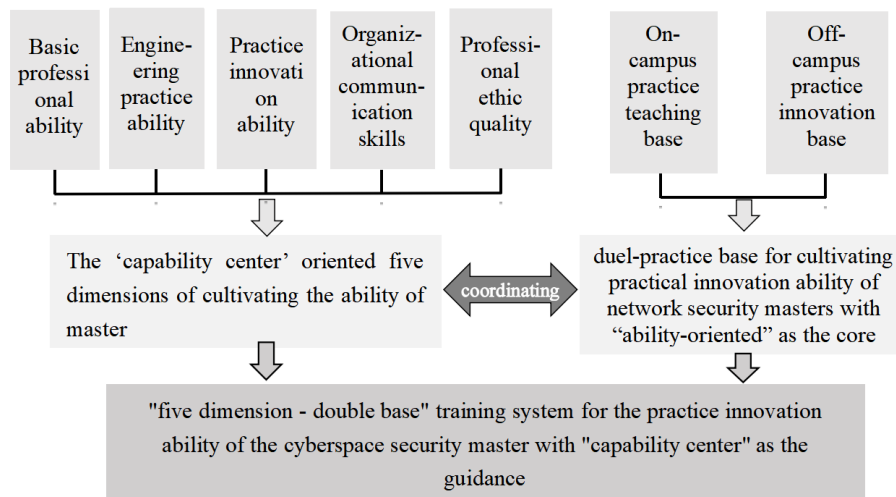 Basic
professi
onal
ability
Engine-
ering
practice
ability
Practice
innovati
on
ability
Organiz-
ational
commun-
ication
skills
Professi-
onal
ethic
quality
On-
campus
practice
teaching
base
Off-
campus
practice
innovation
base
The ‘capability center’ oriented five
dimensions of cultivating the ability of
master
coordinating
duel-practice base for cultivating
practical innovation ability of
network security masters with
“ability-oriented” as the core
"five dimension - double base" training system for the practice innovation
ability of the cyberspace security master with "capability center" as the
guidance